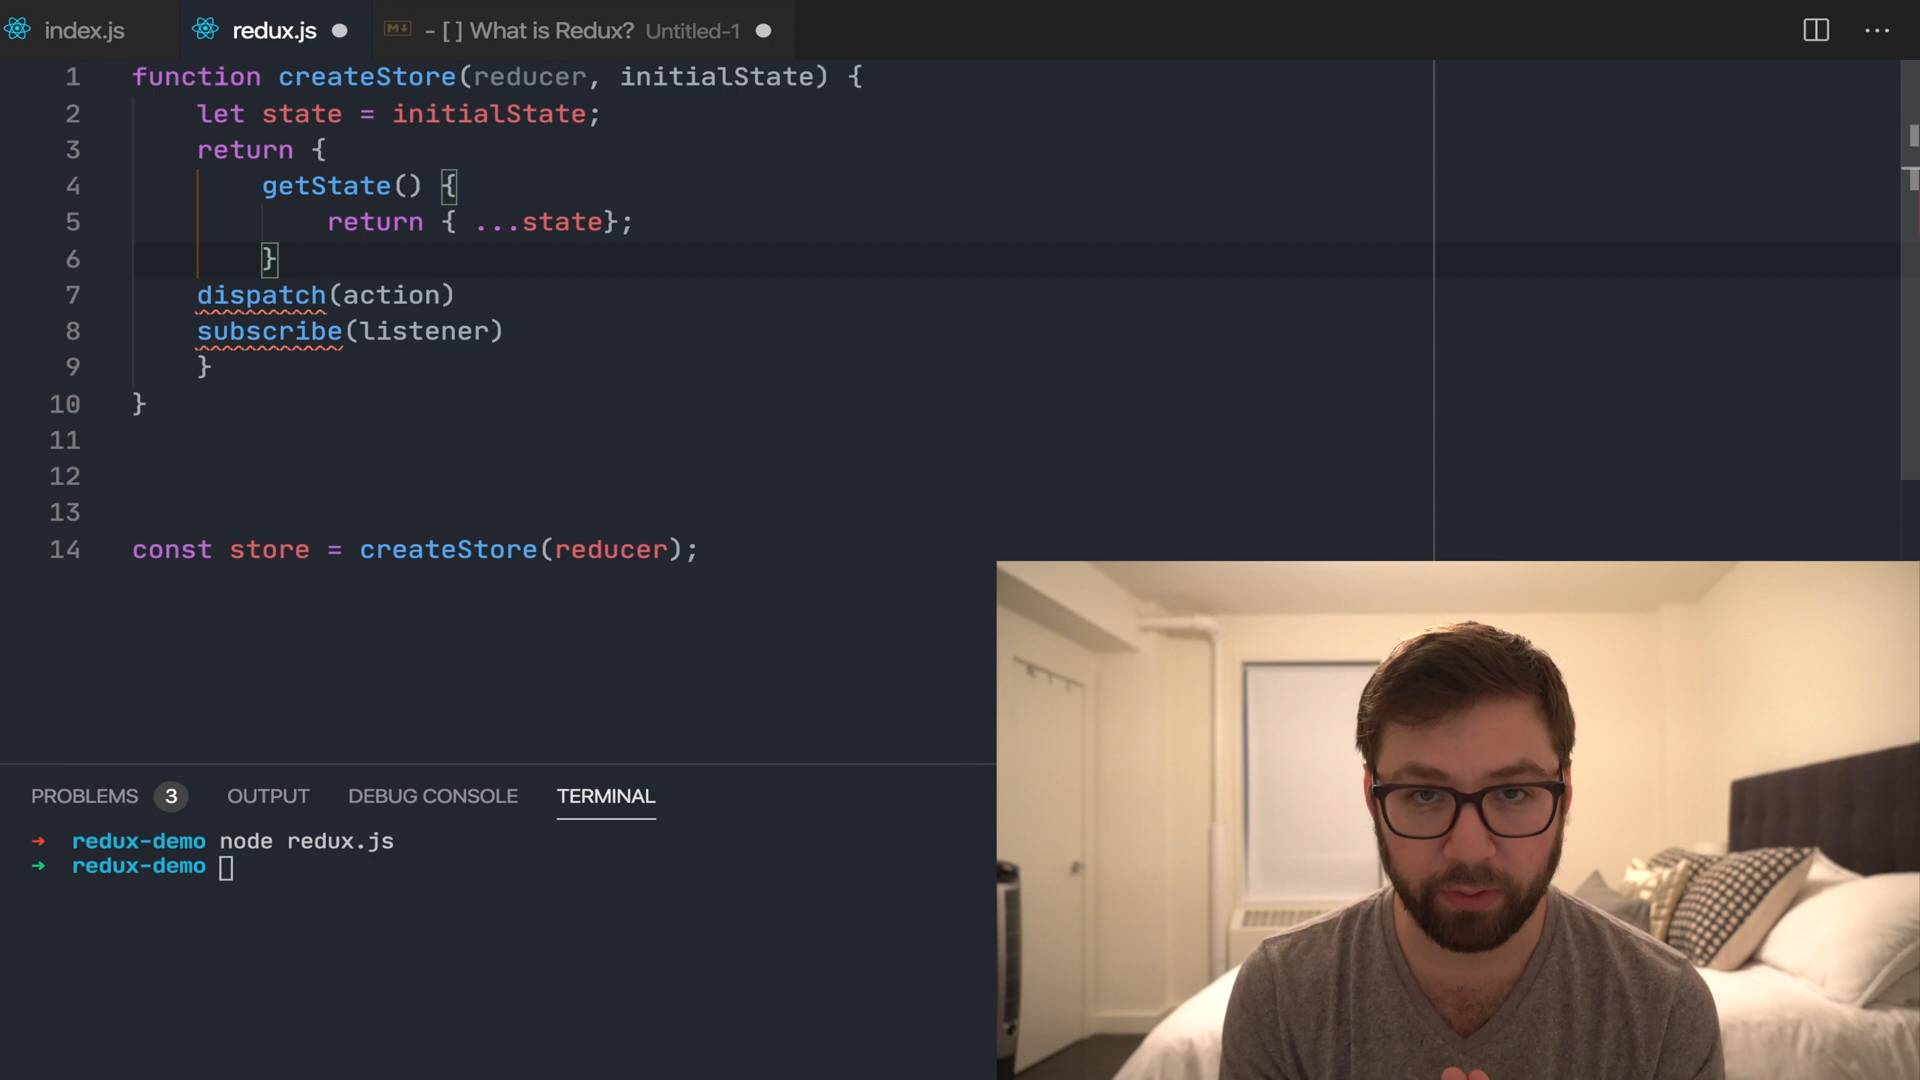 index.js redux.js - [ ] What is Redux? Untitled-1
1 function createStore(reducer, initialState) {
2 let state = initialState;
3 return {
4 getState() {
5 return { ...state};
6 }
7 dispatch(action)
8 subscribe(listener)
9 }
10 }
11
12
13
14 const store = createStore(reducer);
PROBLEMS 3 OUTPUT DEBUG CONSOLE TERMINAL
→ redux-demo node redux.js
→ redux-demo